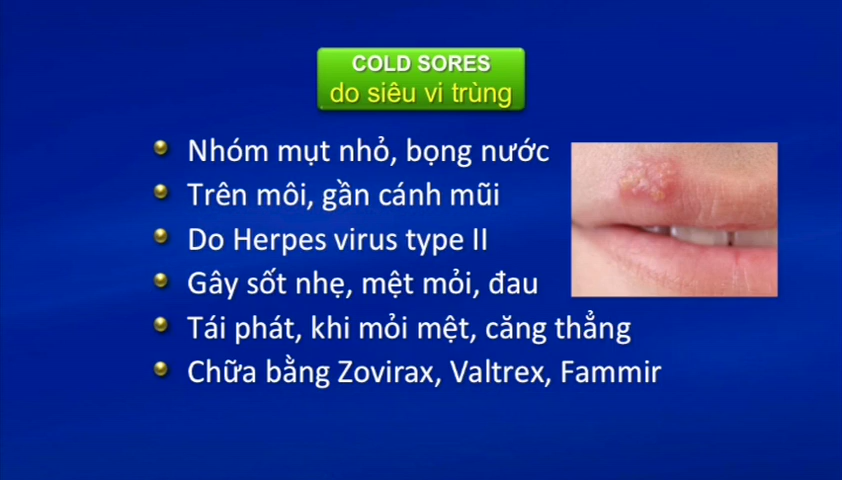 COLD SORES
do siêu vi trùng
Nhóm mụt nhỏ, bọng nước
Trên môi, gần cánh mũi
Do Herpes virus type II
Gây sốt nhẹ, mệt mỏi, đau
Tái phát, khi mỏi mệt, căng thẳng
Chữa bằng Zovirax, Valtrex, Fammir